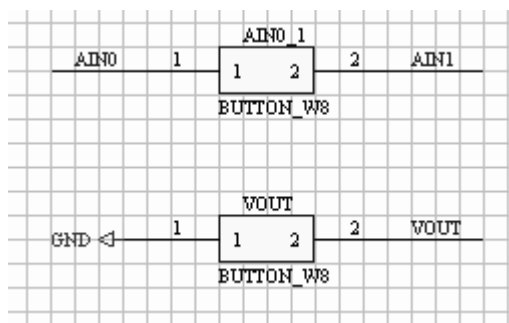 AIN0_1
AIN0 1 1 2 2 AIN1
BUTTON_W8
VOUT
GND 1 1 2 2 VOUT
BUTTON_W8